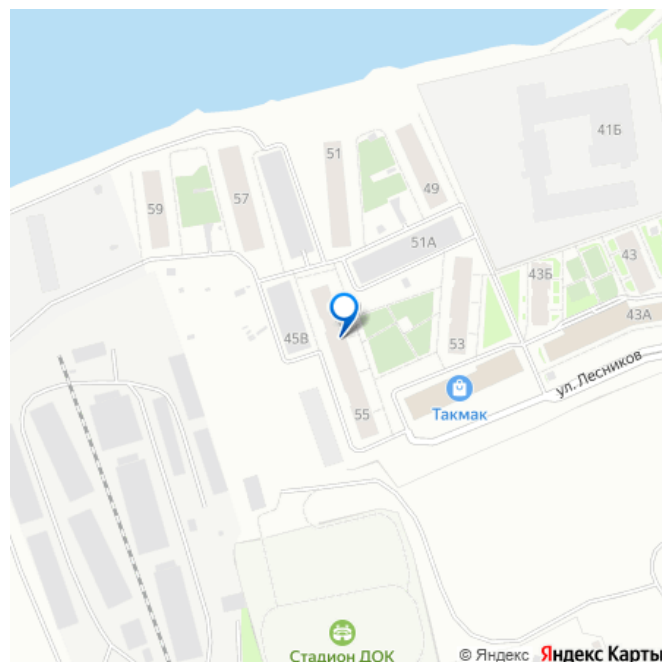 41Б
51
49
59
57
51А
43
43Б
43А
45В
53
ул. Лесников
Такмак
55
Стадион ДОК
© Яндекс Яндекс Карты